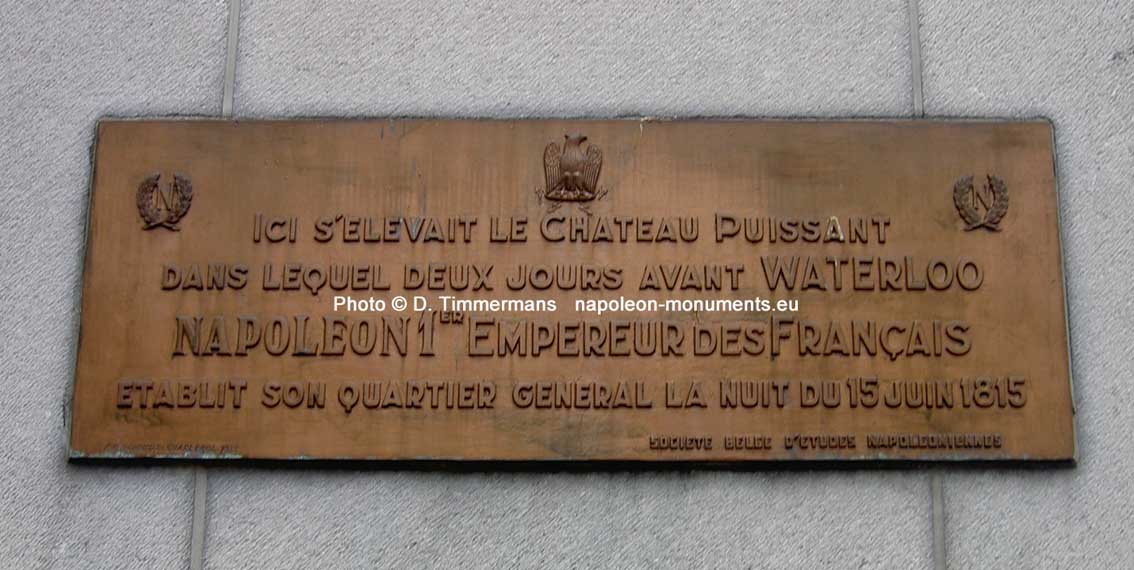 N N
ICI S'ELEVAIT LE CHATEAU PUISSANT
DANS LEQUEL DEUX JOURS AVANT WATERLOO
Photo © D. Timmermans napoleon-monuments.eu
NAPOLEON 1ER EMPEREUR DES FRANÇAIS
ETABLIT SON QUARTIER GENERAL LA NUIT DU 15 JUIN 1815
SOCIETE BELGE D'ETUDES NAPOLEONIENNES